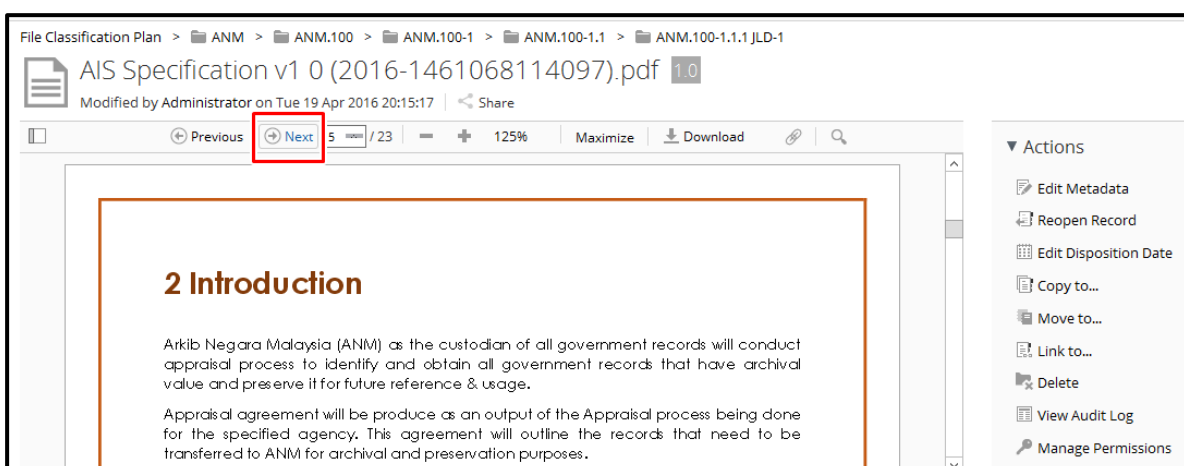 File Classification Plan > ANM > ANM.100 > ANM.100-1 > ANM.100-1.1 > ANM.100-1.1.1 JLD-1
AIS Specification v1 0 (2016-1461068114097).pdf 1.0
Modified by Administrator on Tue 19 Apr 2016 20:15:17 Share
Previous Next 5 / 23 125% Maximize Download
Actions
Edit Metadata
Reopen Record
Edit Disposition Date
Copy to...
Move to...
Link to...
Delete
View Audit Log
Manage Permissions
2 Introduction
Arkib Negara Malaysia (ANM) as the custodian of all government records will conduct
appraisal process to identify and obtain all government records that have archival
value and preserve it for future reference & usage.
Appraisal agreement will be produce as an output of the Appraisal process being done
for the specified agency. This agreement will outline the records that need to be
transferred to ANM for archival and preservation purposes.